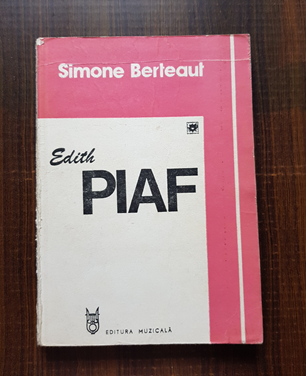 Simone Berteaut
Edith
PIAF
EDITURA MUZICALĂ